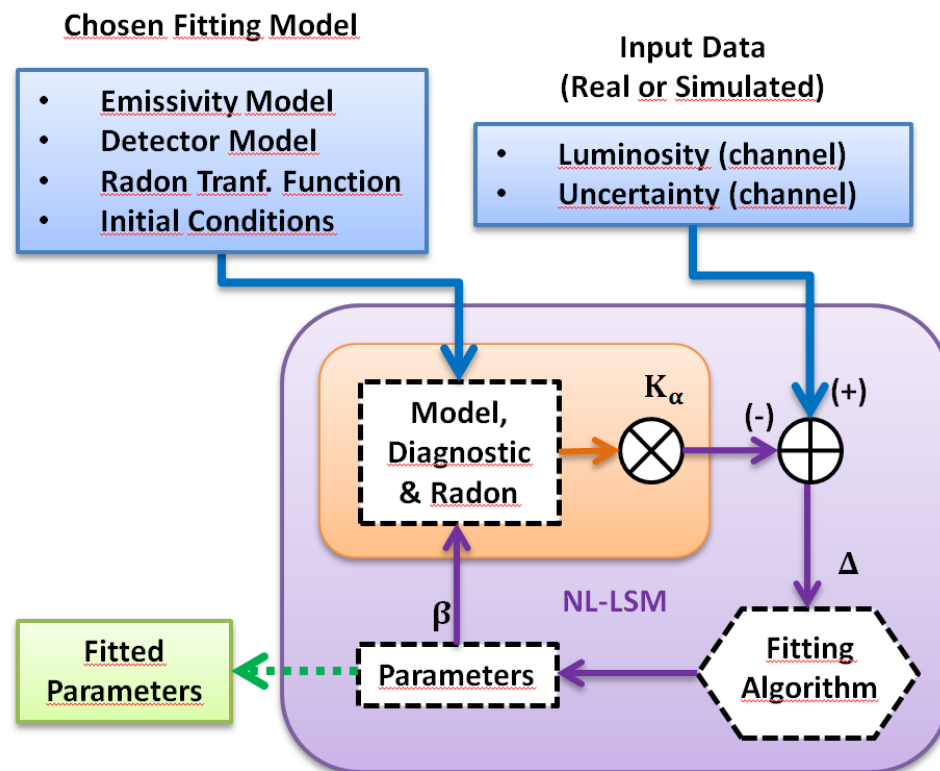 Chosen Fitting Model
• Emissivity Model
• Detector Model
• Radon Tranf. Function
• Initial Conditions
Input Data
(Real or Simulated)
• Luminosity (channel)
• Uncertainty (channel)
Model,
Diagnostic
& Radon
K_α
(-)
(+)
Δ
β
NL-LSM
Fitting
Algorithm
Parameters
Fitted
Parameters